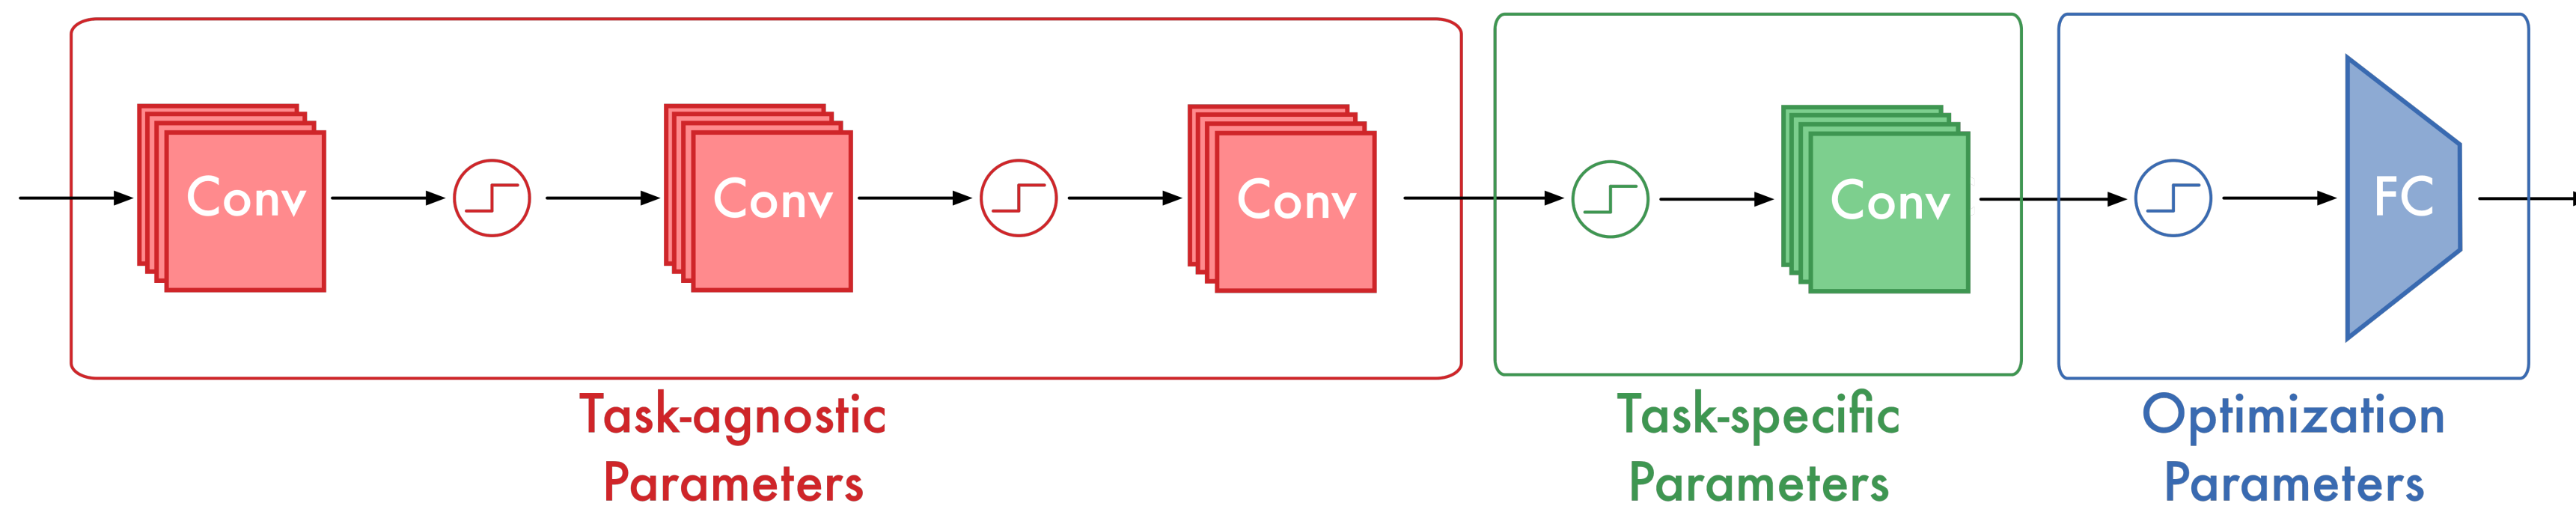 Conv
Conv
Conv
Conv
FC
Task-agnostic
Parameters
Task-specific
Parameters
Optimization
Parameters